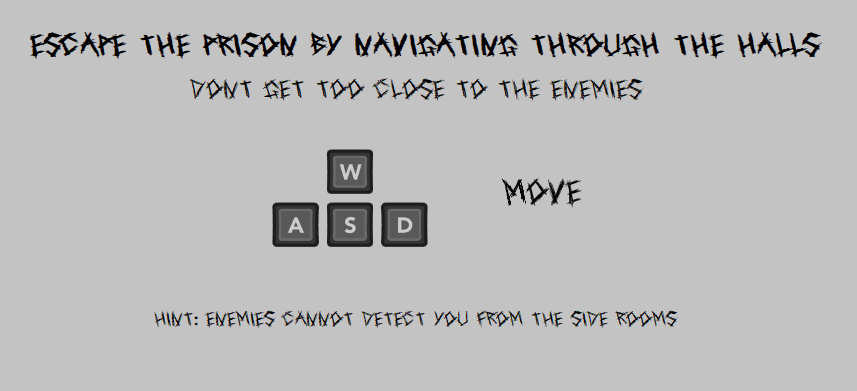 ESCAPE THE PRISON BY NAVIGATING THROUGH THE HALLS
DONT GET TOO CLOSE TO THE ENEMIES
W
A S D
MOVE
HINT: ENEMIES CANNOT DETECT YOU FROM THE SIDE ROOMS